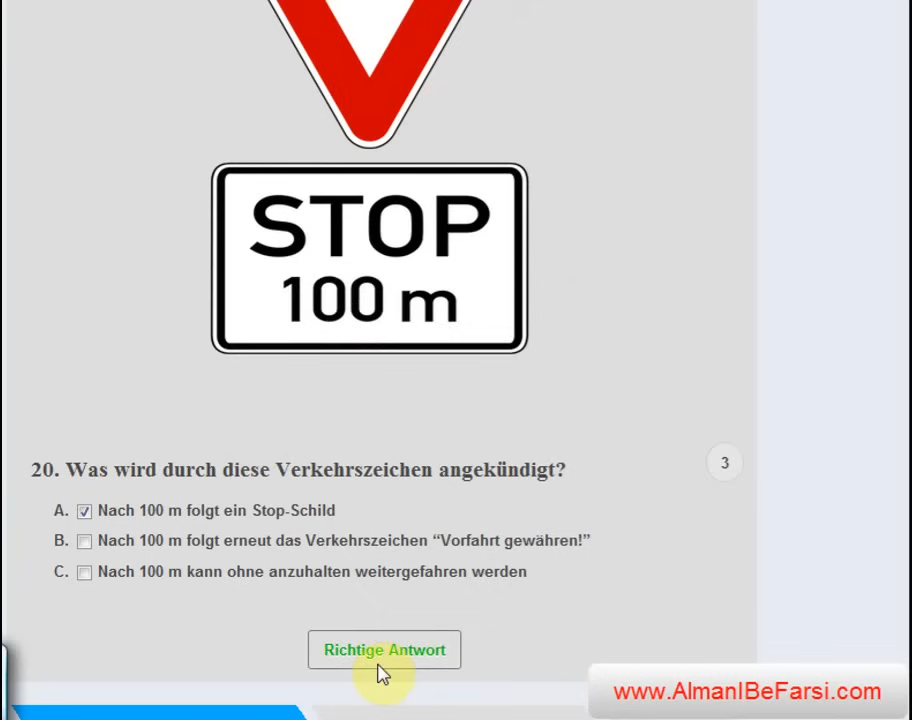 STOP
100 m
20. Was wird durch diese Verkehrszeichen angekündigt?
3
A. Nach 100 m folgt ein Stop-Schild
B. Nach 100 m folgt erneut das Verkehrszeichen “Vorfahrt gewähren!”
C. Nach 100 m kann ohne anzuhalten weitergefahren werden
Richtige Antwort
www.AlmanIBeFarsi.com